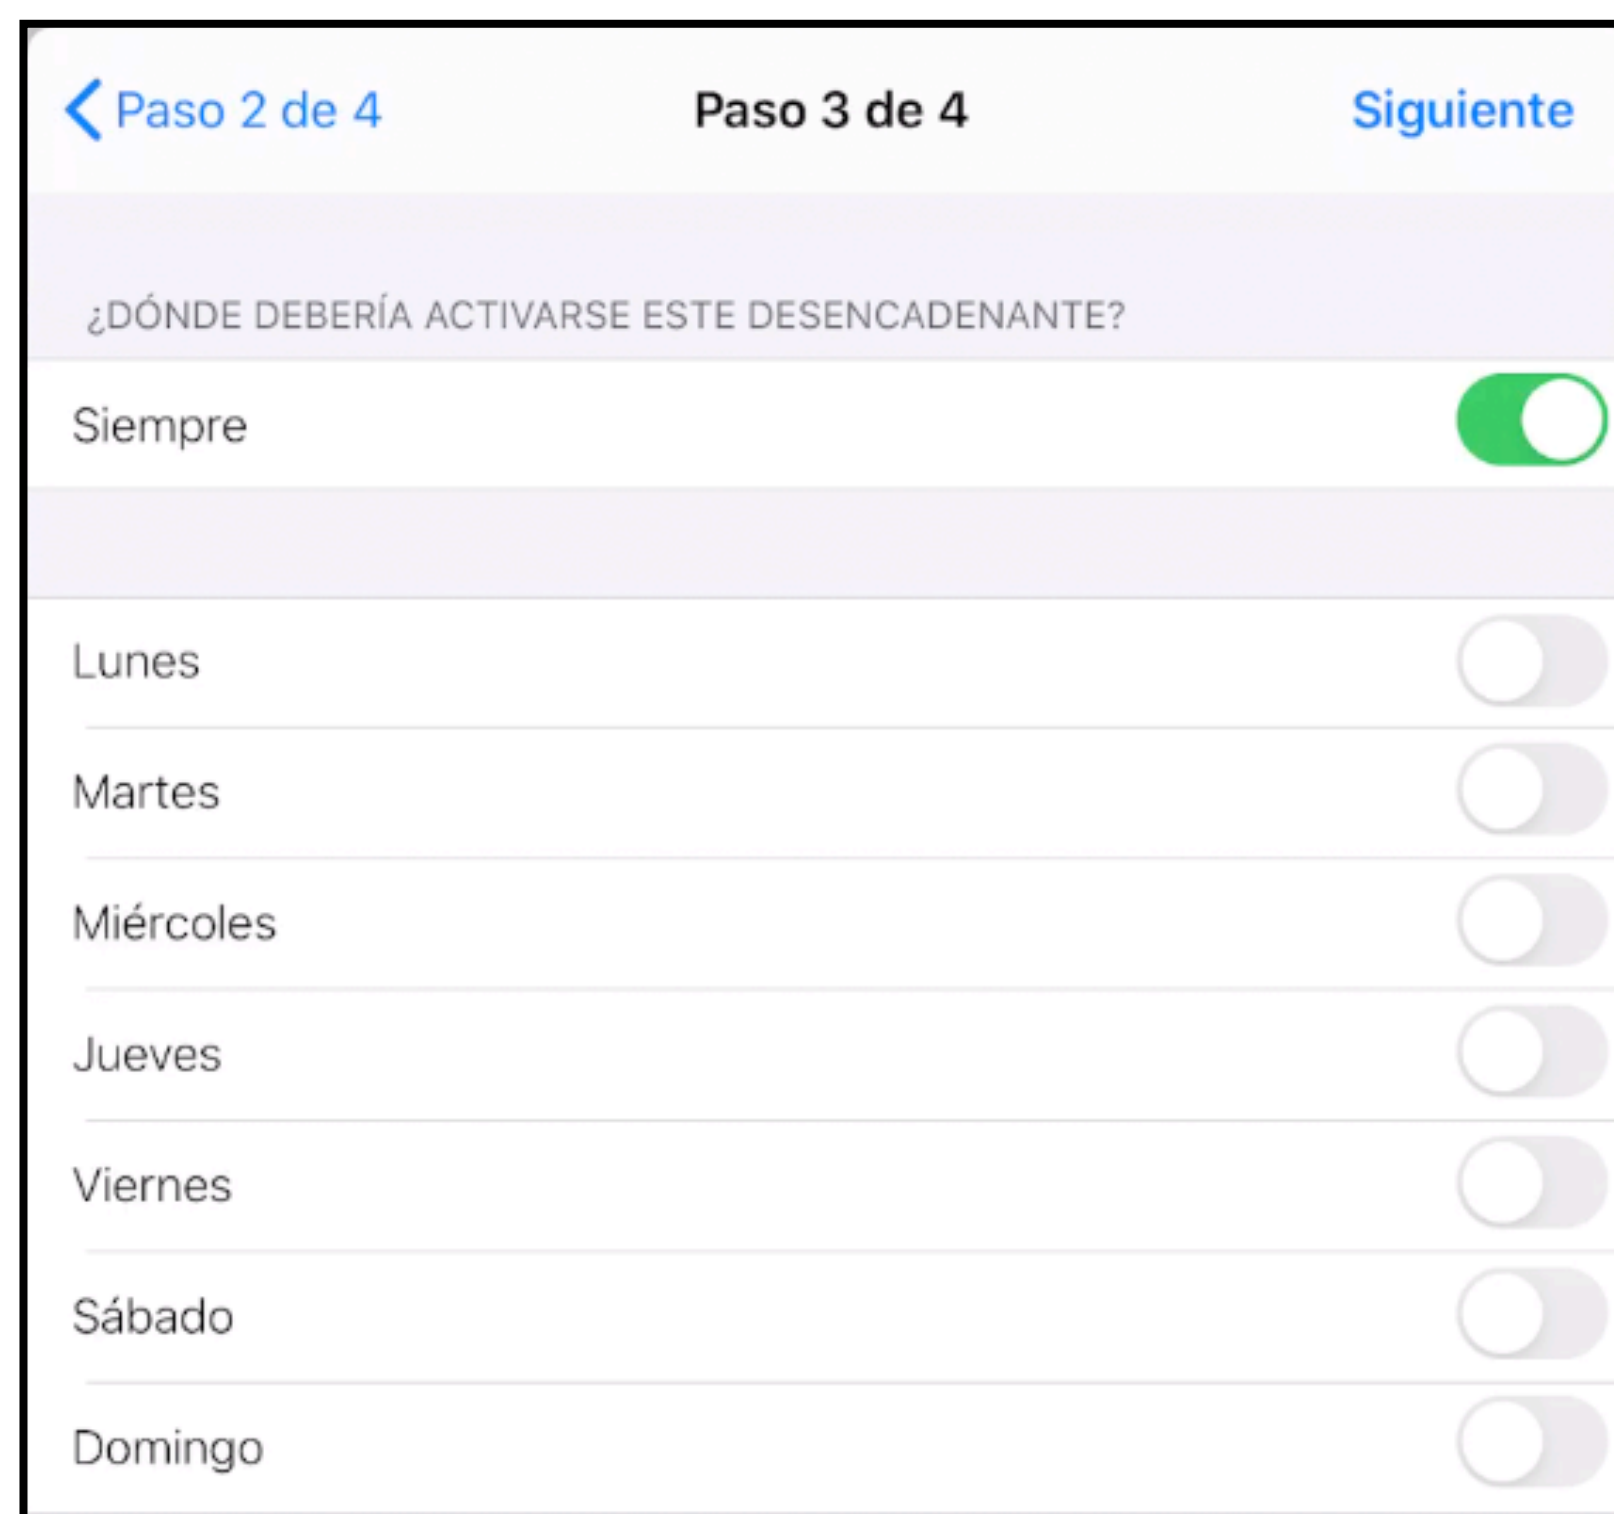 Paso 2 de 4
Paso 3 de 4
Siguiente
¿DÓNDE DEBERÍA ACTIVARSE ESTE DESENCADENANTE?
Siempre
Lunes
Martes
Miércoles
Jueves
Viernes
Sábado
Domingo